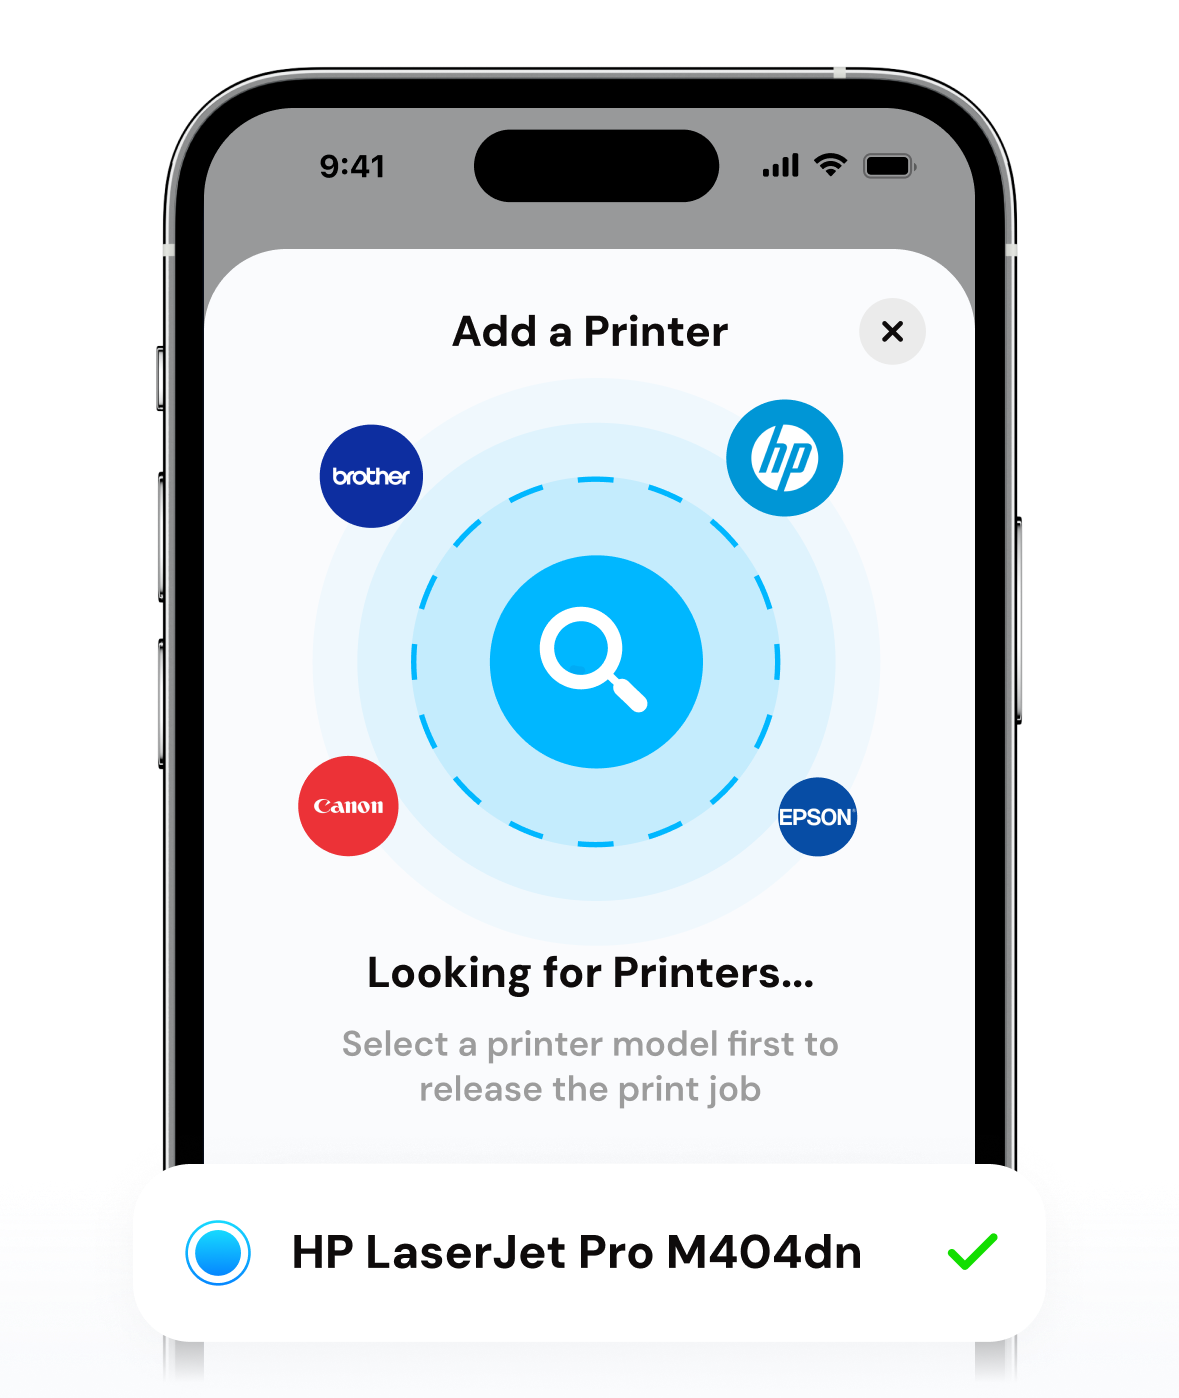 9:41
Add a Printer
brother
hp
Canon
EPSON
Looking for Printers...
Select a printer model first to
release the print job
HP LaserJet Pro M404dn